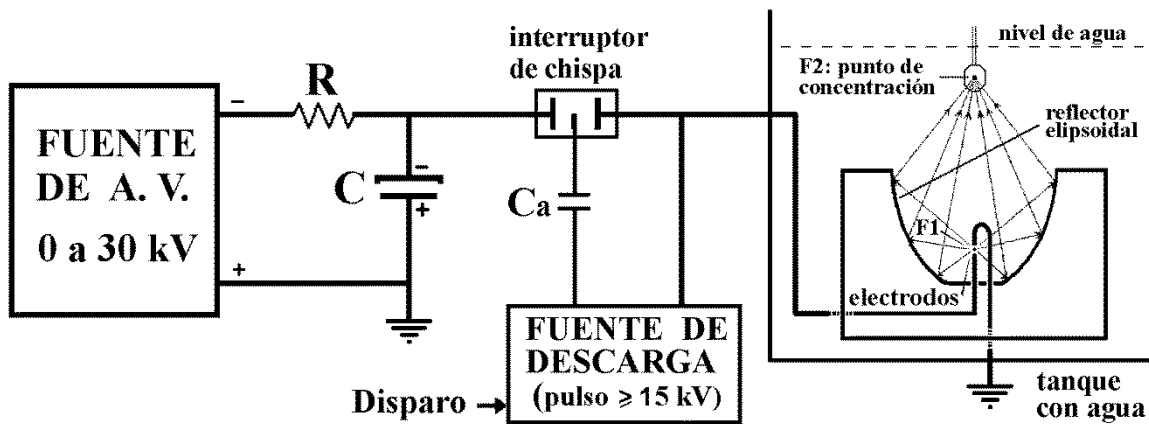 FUENTE
DE A. V.
0 a 30 kV
−
+
R
C
−
+
interruptor
de chispa
Ca
FUENTE DE
DESCARGA
(pulso ≥ 15 kV)
Disparo
nivel de agua
F2: punto de
concentración
reflector
elipsoidal
F1
electrodos
tanque
con agua